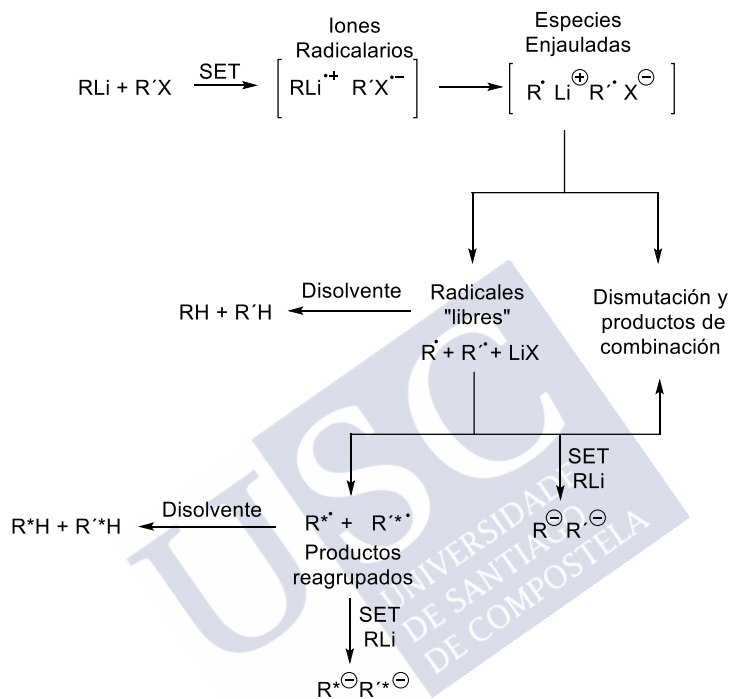 Iones
Radicalarios
Especies
Enjauladas
RLi + R´X
SET
[ RLi•+ R´X•− ]
[ R• Li⊕ R´• X⊖ ]
RH + R´H
Disolvente
Radicales
"libres"
R• + R´• + LiX
Dismutación y
productos de
combinación
SET
RLi
R⊖ R´⊖
R*H + R´*H
Disolvente
R*• + R´*•
Productos
reagrupados
SET
RLi
R*⊖ R´*⊖
USC
UNIVERSIDADE
DE SANTIAGO
DE COMPOSTELA